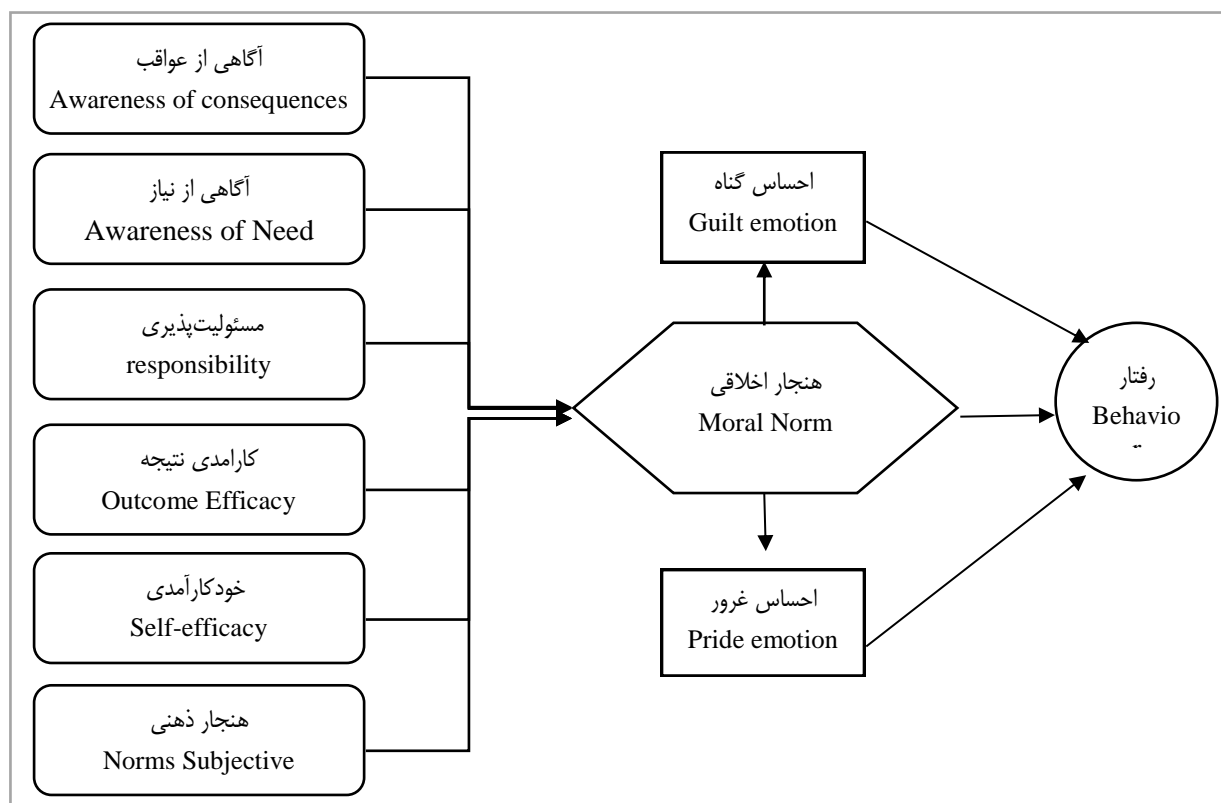 آگاهی از عواقب
Awareness of consequences
آگاهی از نیاز
Awareness of Need
مسئولیت‌پذیری
responsibility
کارامدی نتیجه
Outcome Efficacy
خودکارآمدی
Self-efficacy
هنجار ذهنی
Norms Subjective
احساس گناه
Guilt emotion
هنجار اخلاقی
Moral Norm
احساس غرور
Pride emotion
رفتار
Behavio